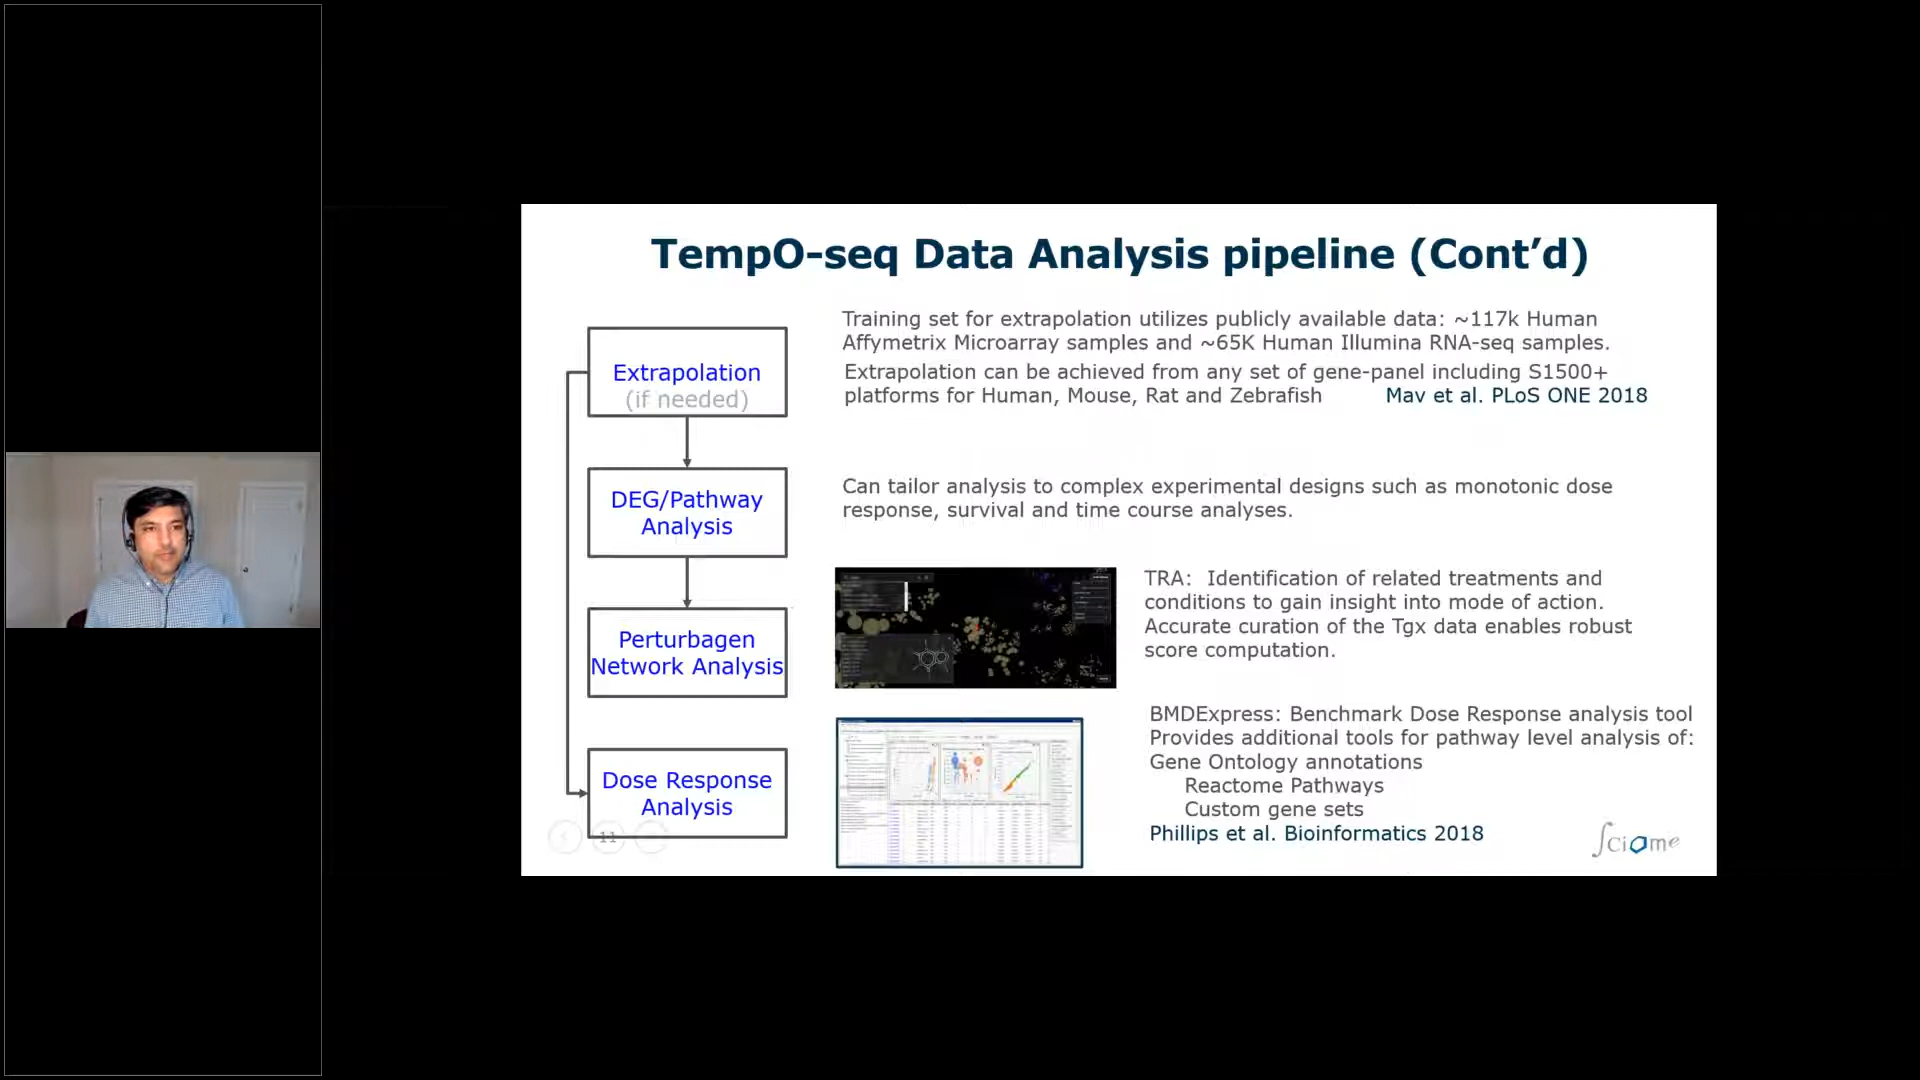 TempO-seq Data Analysis pipeline (Cont’d)
Extrapolation
(if needed)
Training set for extrapolation utilizes publicly available data: ~117k Human
Affymetrix Microarray samples and ~65K Human Illumina RNA-seq samples.
Extrapolation can be achieved from any set of gene-panel including S1500+
platforms for Human, Mouse, Rat and Zebrafish Mav et al. PLoS ONE 2018
DEG/Pathway
Analysis
Can tailor analysis to complex experimental designs such as monotonic dose
response, survival and time course analyses.
Perturbagen
Network Analysis
TRA: Identification of related treatments and
conditions to gain insight into mode of action.
Accurate curation of the Tgx data enables robust
score computation.
Dose Response
Analysis
BMDExpress: Benchmark Dose Response analysis tool
Provides additional tools for pathway level analysis of:
Gene Ontology annotations
Reactome Pathways
Custom gene sets
Phillips et al. Bioinformatics 2018
11
Sciome